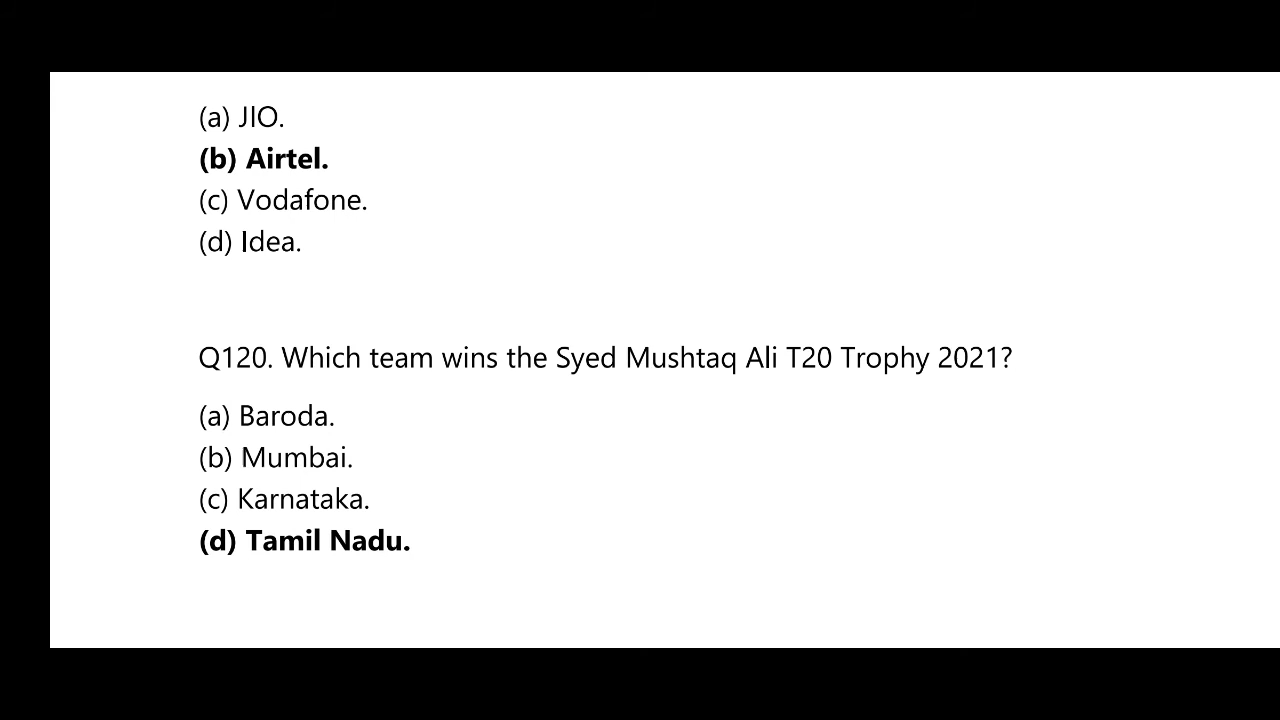 (a) JIO.
(b) Airtel.
(c) Vodafone.
(d) Idea.
Q120. Which team wins the Syed Mushtaq Ali T20 Trophy 2021?
(a) Baroda.
(b) Mumbai.
(c) Karnataka.
(d) Tamil Nadu.